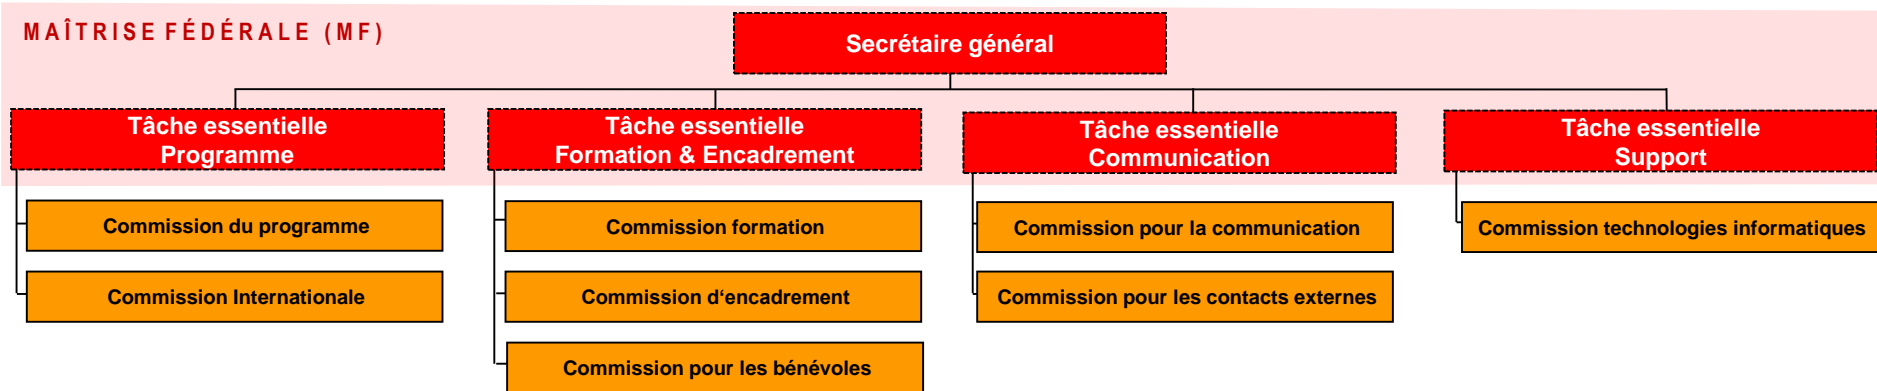 MAÎTRISE FÉDÉRALE (MF)
Secrétaire général
Tâche essentielle
Programme
Tâche essentielle
Formation & Encadrement
Tâche essentielle
Communication
Tâche essentielle
Support
Commission du programme
Commission formation
Commission pour la communication
Commission technologies informatiques
Commission Internationale
Commission d‘encadrement
Commission pour les contacts externes
Commission pour les bénévoles